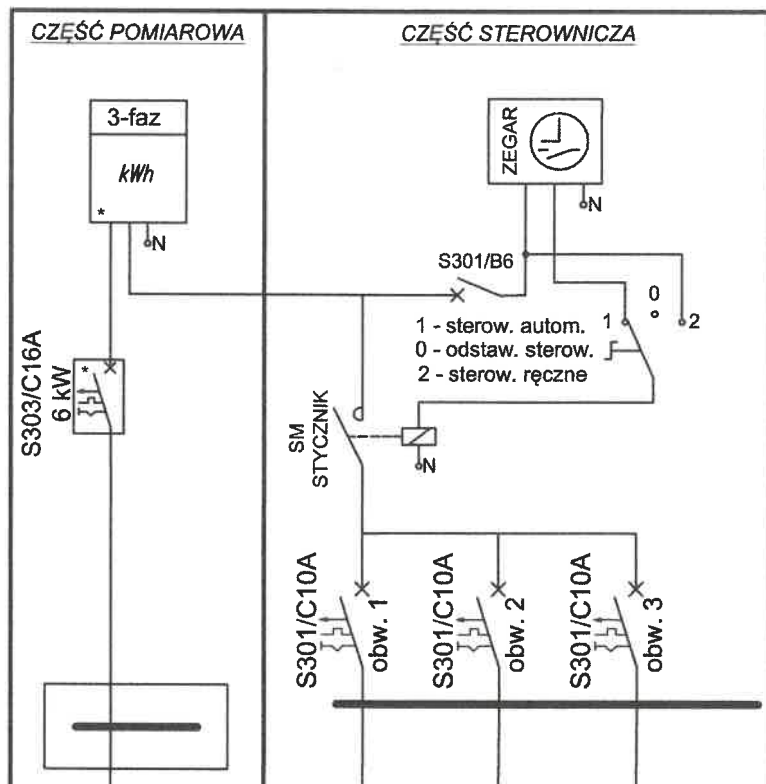 CZĘŚĆ POMIAROWA
CZĘŚĆ STEROWNICZA
3-faz
kWh
*
N
ZEGAR
N
S301/B6
0
1
2
1 - sterow. autom.
0 - odstaw. sterow.
2 - sterow. ręczne
*
S303/C16A
6 kW
SM
STYCZNIK
N
S301/C10A
obw. 1
S301/C10A
obw. 2
S301/C10A
obw. 3